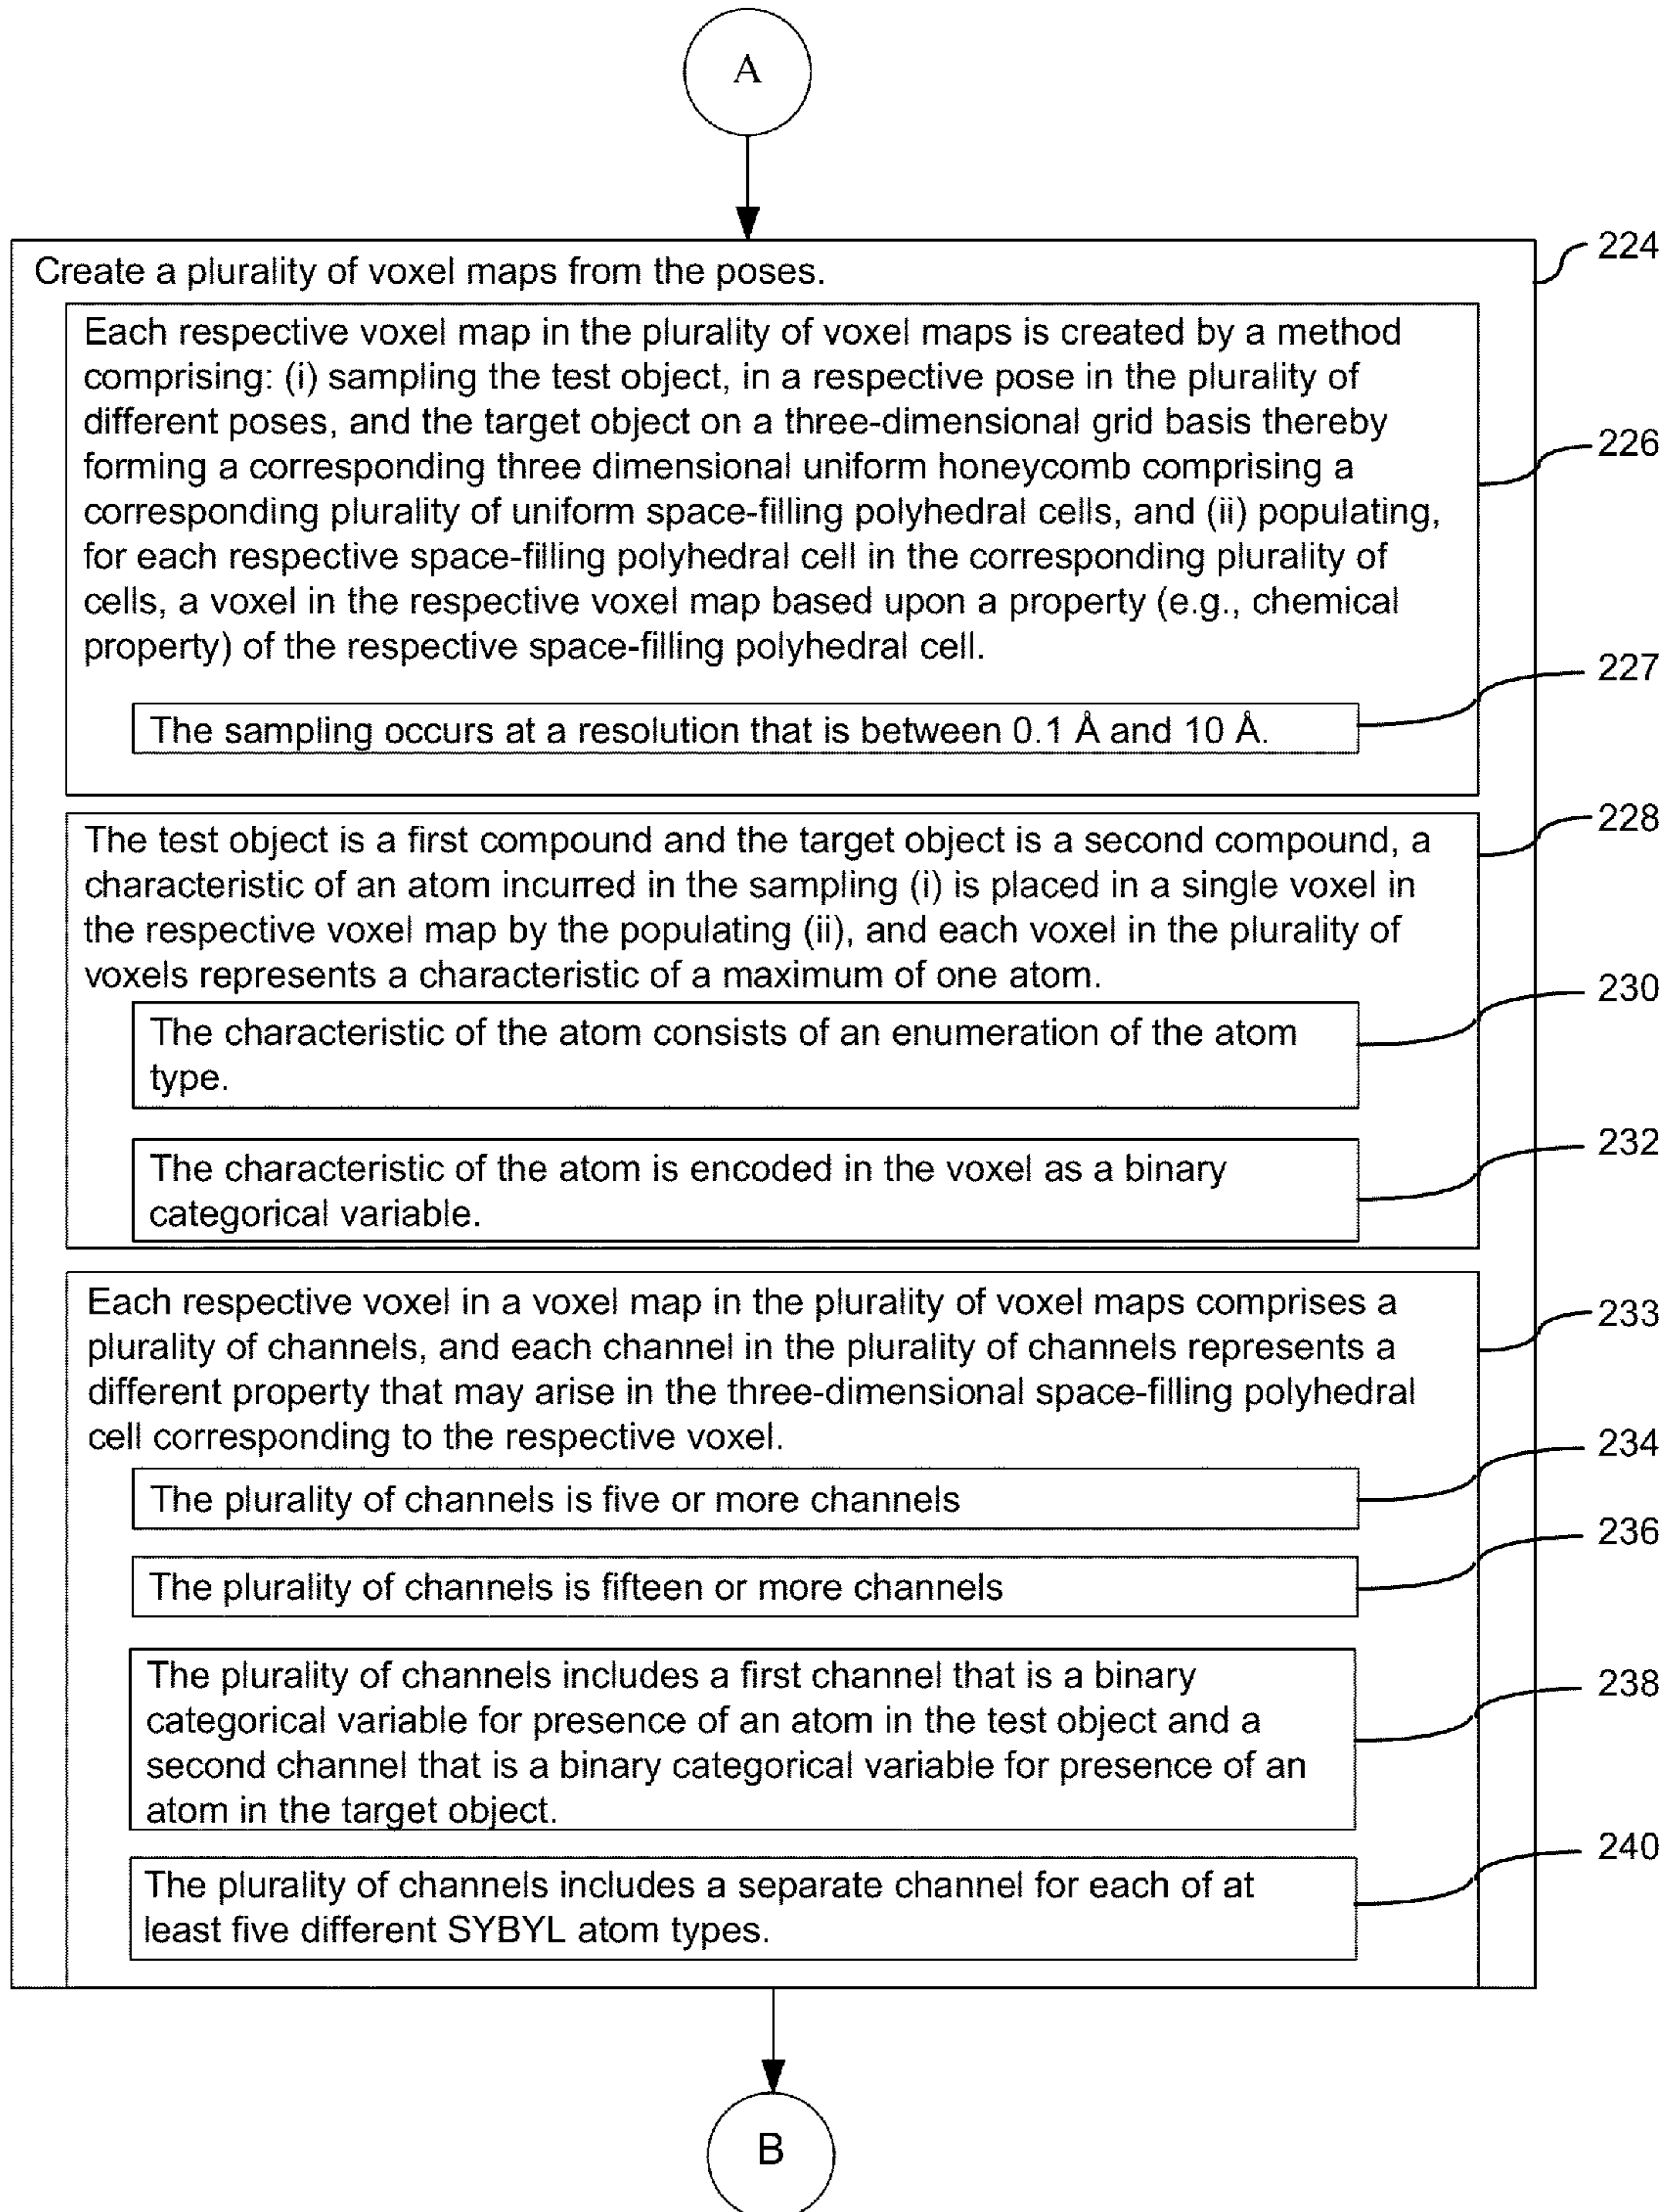 A
224
Create a plurality of voxel maps from the poses.
Each respective voxel map in the plurality of voxel maps is created by a method
comprising: (i) sampling the test object, in a respective pose in the plurality of
different poses, and the target object on a three-dimensional grid basis thereby
forming a corresponding three dimensional uniform honeycomb comprising a
corresponding plurality of uniform space-filling polyhedral cells, and (ii) populating,
for each respective space-filling polyhedral cell in the corresponding plurality of
cells, a voxel in the respective voxel map based upon a property (e.g., chemical
property) of the respective space-filling polyhedral cell.
226
227
The sampling occurs at a resolution that is between 0.1 Å and 10 Å.
228
The test object is a first compound and the target object is a second compound, a
characteristic of an atom incurred in the sampling (i) is placed in a single voxel in
the respective voxel map by the populating (ii), and each voxel in the plurality of
voxels represents a characteristic of a maximum of one atom.
230
The characteristic of the atom consists of an enumeration of the atom
type.
232
The characteristic of the atom is encoded in the voxel as a binary
categorical variable.
233
Each respective voxel in a voxel map in the plurality of voxel maps comprises a
plurality of channels, and each channel in the plurality of channels represents a
different property that may arise in the three-dimensional space-filling polyhedral
cell corresponding to the respective voxel.
234
The plurality of channels is five or more channels
236
The plurality of channels is fifteen or more channels
238
The plurality of channels includes a first channel that is a binary
categorical variable for presence of an atom in the test object and a
second channel that is a binary categorical variable for presence of an
atom in the target object.
240
The plurality of channels includes a separate channel for each of at
least five different SYBYL atom types.
B